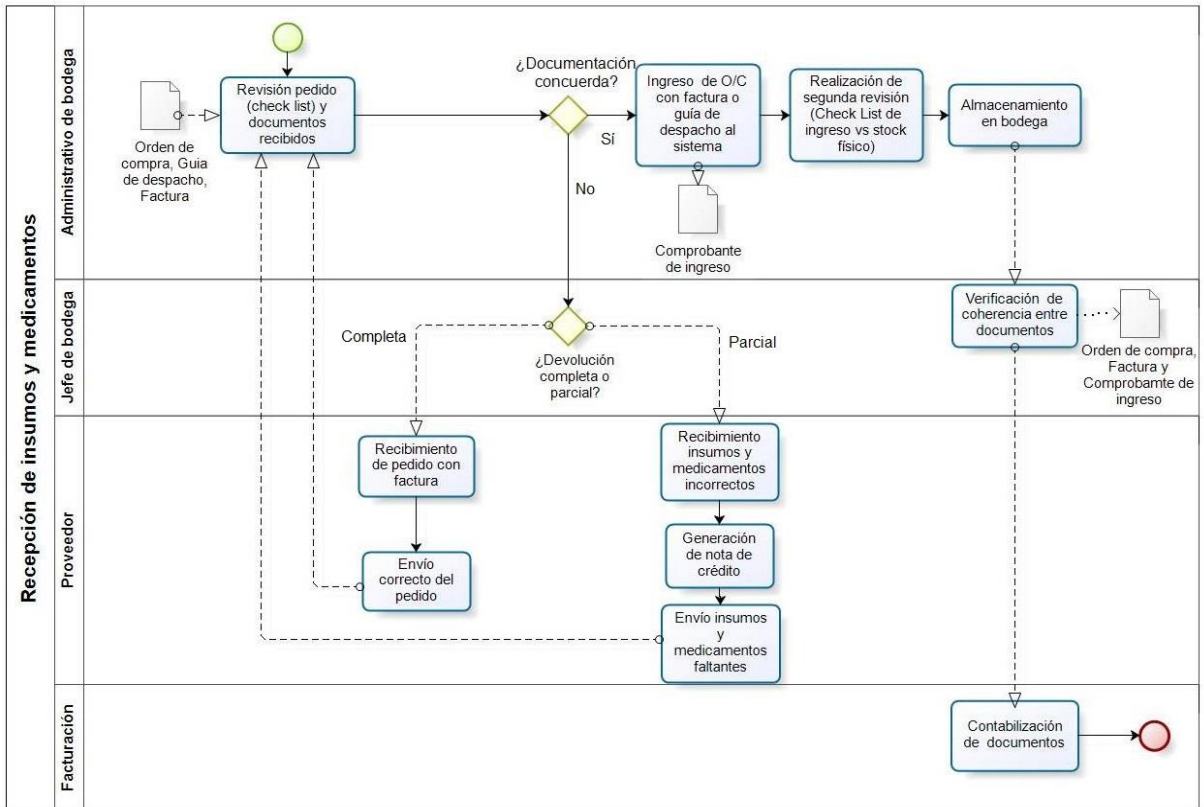 Recepción de insumos y medicamentos
Administrativo de bodega
Orden de
compra, Guia
de despacho,
Factura
Revisión pedido
(check list) y
documentos
recibidos
¿Documentación
concuerda?
Sí
No
Ingreso de O/C
con factura o
guía de
despacho al
sistema
Comprobante
de ingreso
Realización de
segunda revisión
(Check List de
ingreso vs stock
físico)
Almacenamiento
en bodega
Jefe de bodega
Completa
¿Devolución
completa o
parcial?
Parcial
Verificación de
coherencia entre
documentos
Orden de compra,
Factura y
Comprobamte de
ingreso
Proveedor
Recibimiento
de pedido con
factura
Envío
correcto del
pedido
Recibimiento
insumos y
medicamentos
incorrectos
Generación
de nota de
crédito
Envío insumos
y
medicamentos
faltantes
Facturación
Contabilización
de documentos